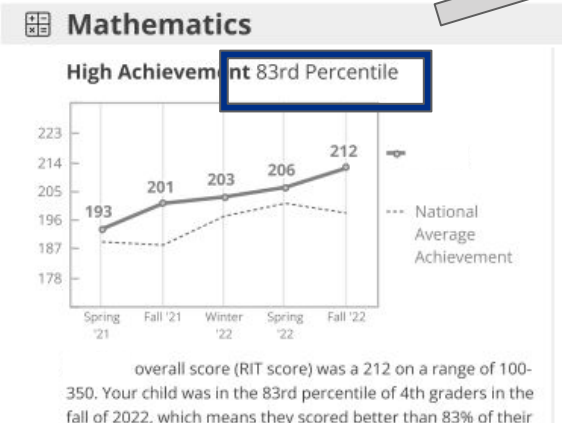 Mathematics
High Achievement 83rd Percentile
223
214
205
196
187
178
193
201
203
206
212
National
Average
Achievement
Spring '21
Fall '21
Winter '22
Spring '22
Fall '22
overall score (RIT score) was a 212 on a range of 100-
350. Your child was in the 83rd percentile of 4th graders in the
fall of 2022, which means they scored better than 83% of their